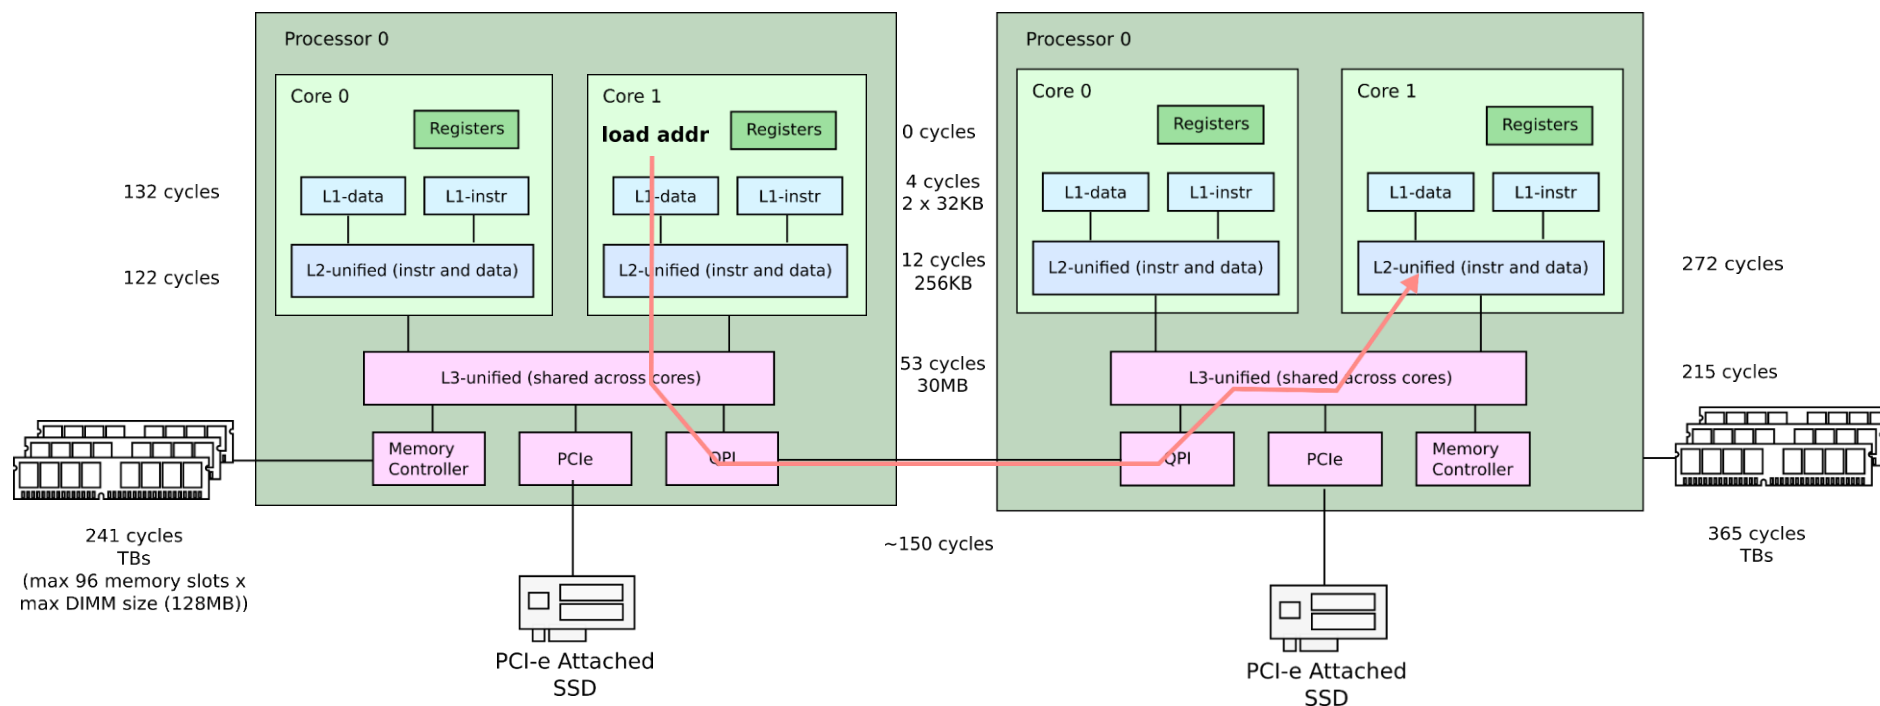 Processor 0
Core 0
Registers
L1-data
L1-instr
L2-unified (instr and data)
Core 1
load addr
Registers
L1-data
L1-instr
L2-unified (instr and data)
L3-unified (shared across cores)
Memory
Controller
PCIe
QPI
132 cycles
122 cycles
241 cycles
TBs
(max 96 memory slots x
max DIMM size (128MB))
PCI-e Attached
SSD
0 cycles
4 cycles
2 x 32KB
12 cycles
256KB
53 cycles
30MB
~150 cycles
Processor 0
Core 0
Registers
L1-data
L1-instr
L2-unified (instr and data)
Core 1
Registers
L1-data
L1-instr
L2-unified (instr and data)
L3-unified (shared across cores)
QPI
PCIe
Memory
Controller
272 cycles
215 cycles
365 cycles
TBs
PCI-e Attached
SSD